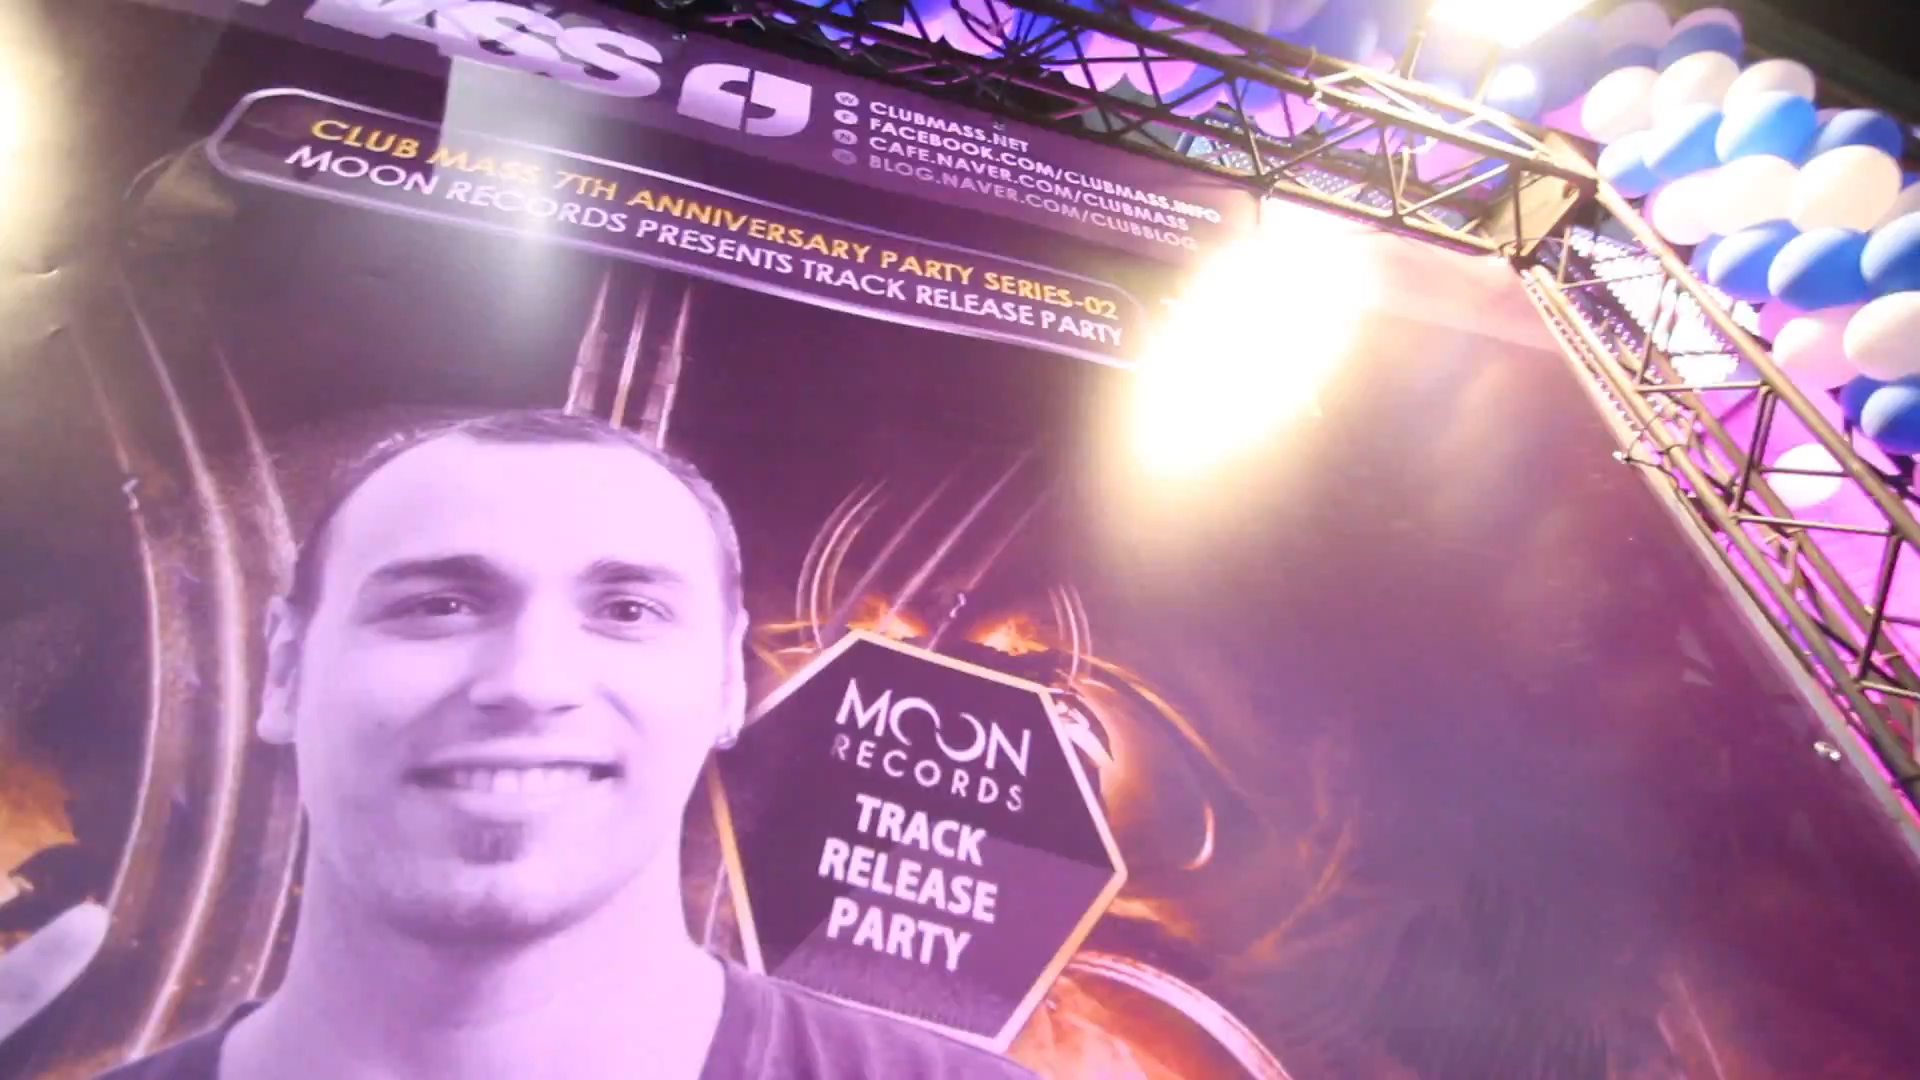 MASS
CLUBMASS.NET
FACEBOOK.COM/CLUBMASS.INFO
CAFE.NAVER.COM/CLUBMASS
BLOG.NAVER.COM/CLUBBLOG
CLUB MASS 7TH ANNIVERSARY PARTY SERIES-02
MOON RECORDS PRESENTS TRACK RELEASE PARTY
MOON
RECORDS
TRACK
RELEASE
PARTY